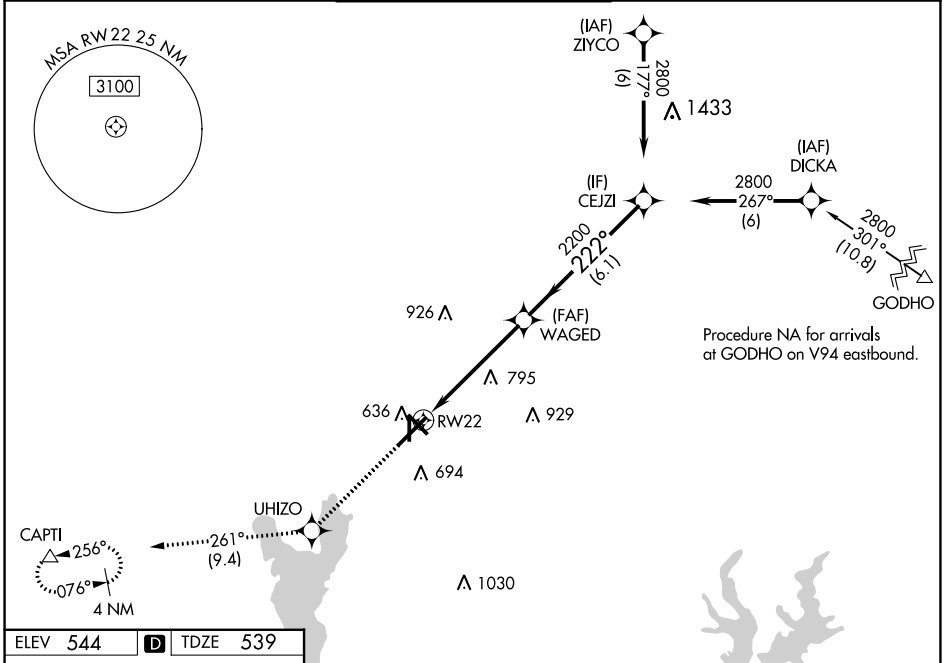 MSA RW 22 25 NM
3100
(IAF)
ZIYCO
2800
177°
(6)
1433
(IAF)
DICKA
(IF)
CEJZI
2800
267°
(6)
2800
301°
(10.8)
GODHO
2200
222°
(6.1)
926
(FAF)
WAGED
Procedure NA for arrivals
at GODHO on V94 eastbound.
795
636
RW22
929
694
UHIZO
CAPTI
256°
261°
(9.4)
076°
4 NM
1030
ELEV 544 D TDZE 539